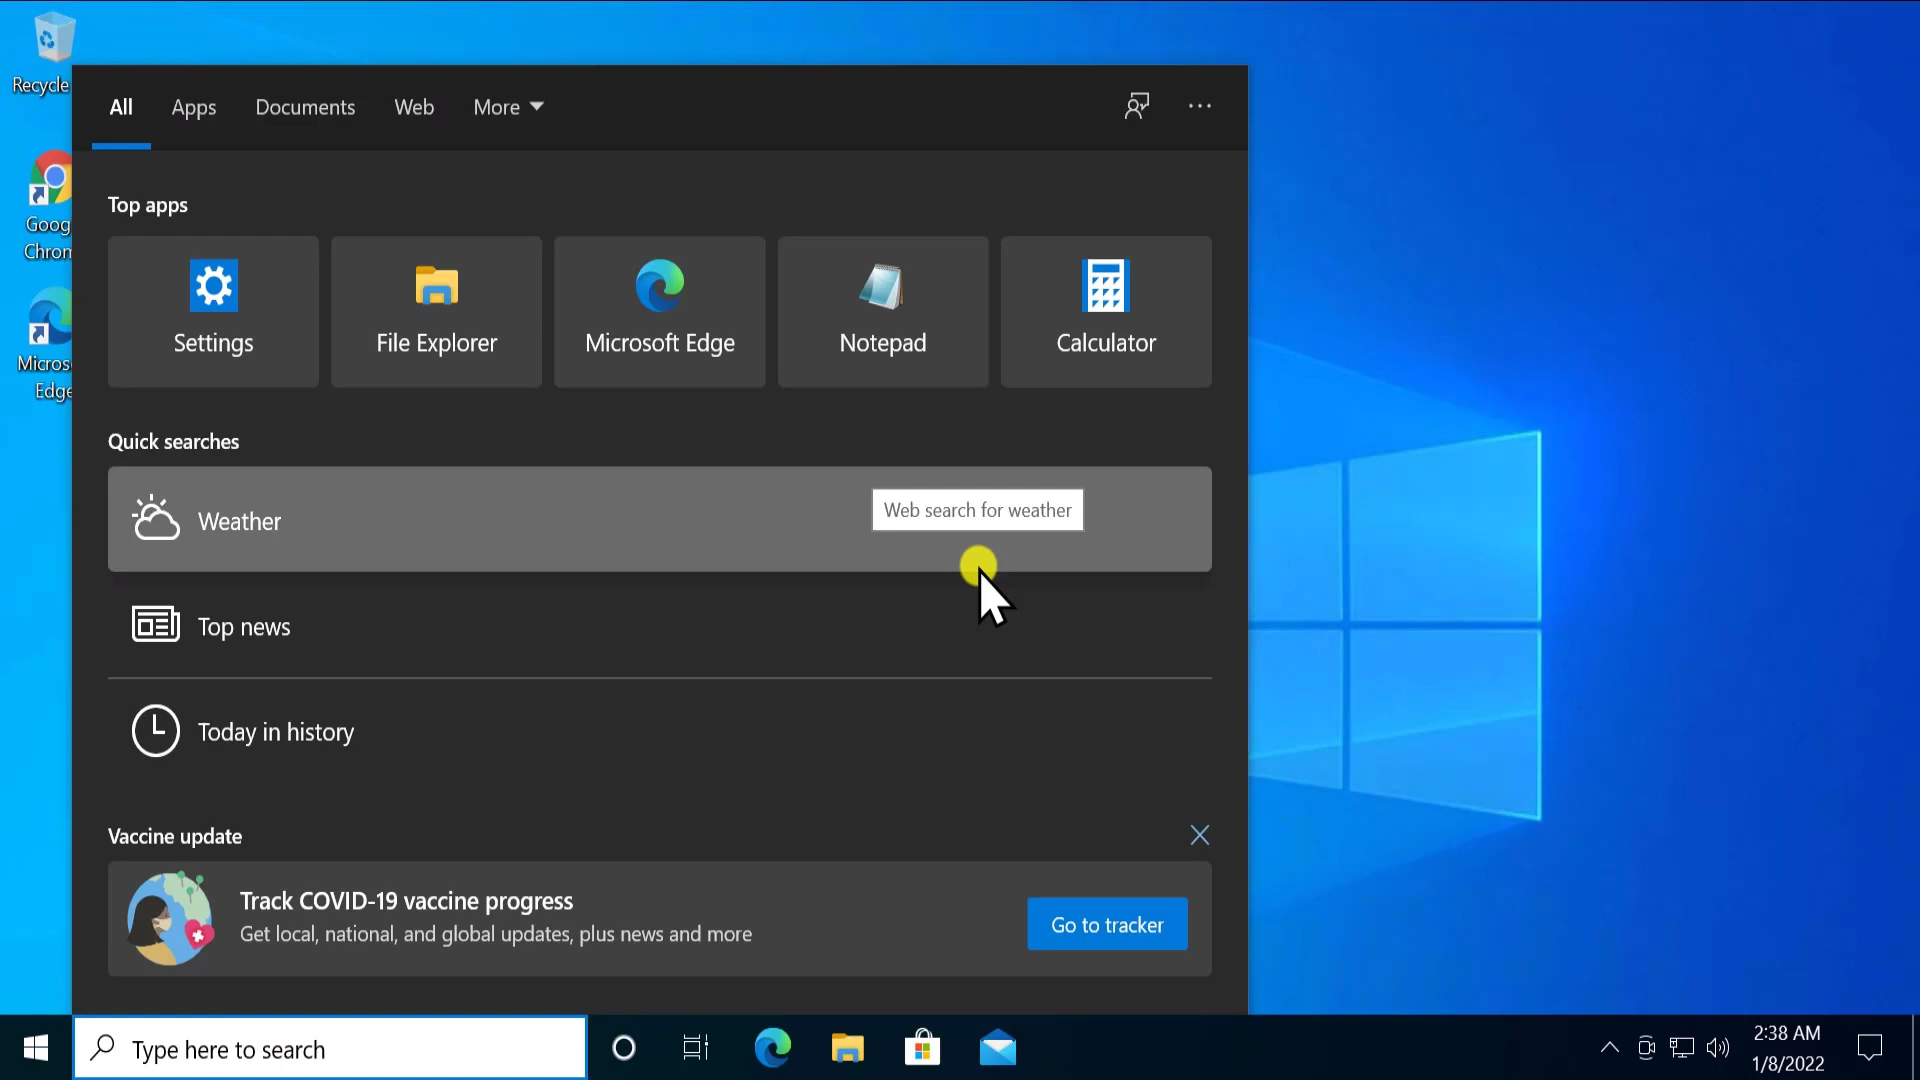 Recycle
Goog
Chrom
Micros
Edge
All Apps Documents Web More
Top apps
Settings File Explorer Microsoft Edge Notepad Calculator
Quick searches
Weather
Web search for weather
Top news
Today in history
Vaccine update
Track COVID-19 vaccine progress
Get local, national, and global updates, plus news and more
Go to tracker
Type here to search
2:38 AM
1/8/2022